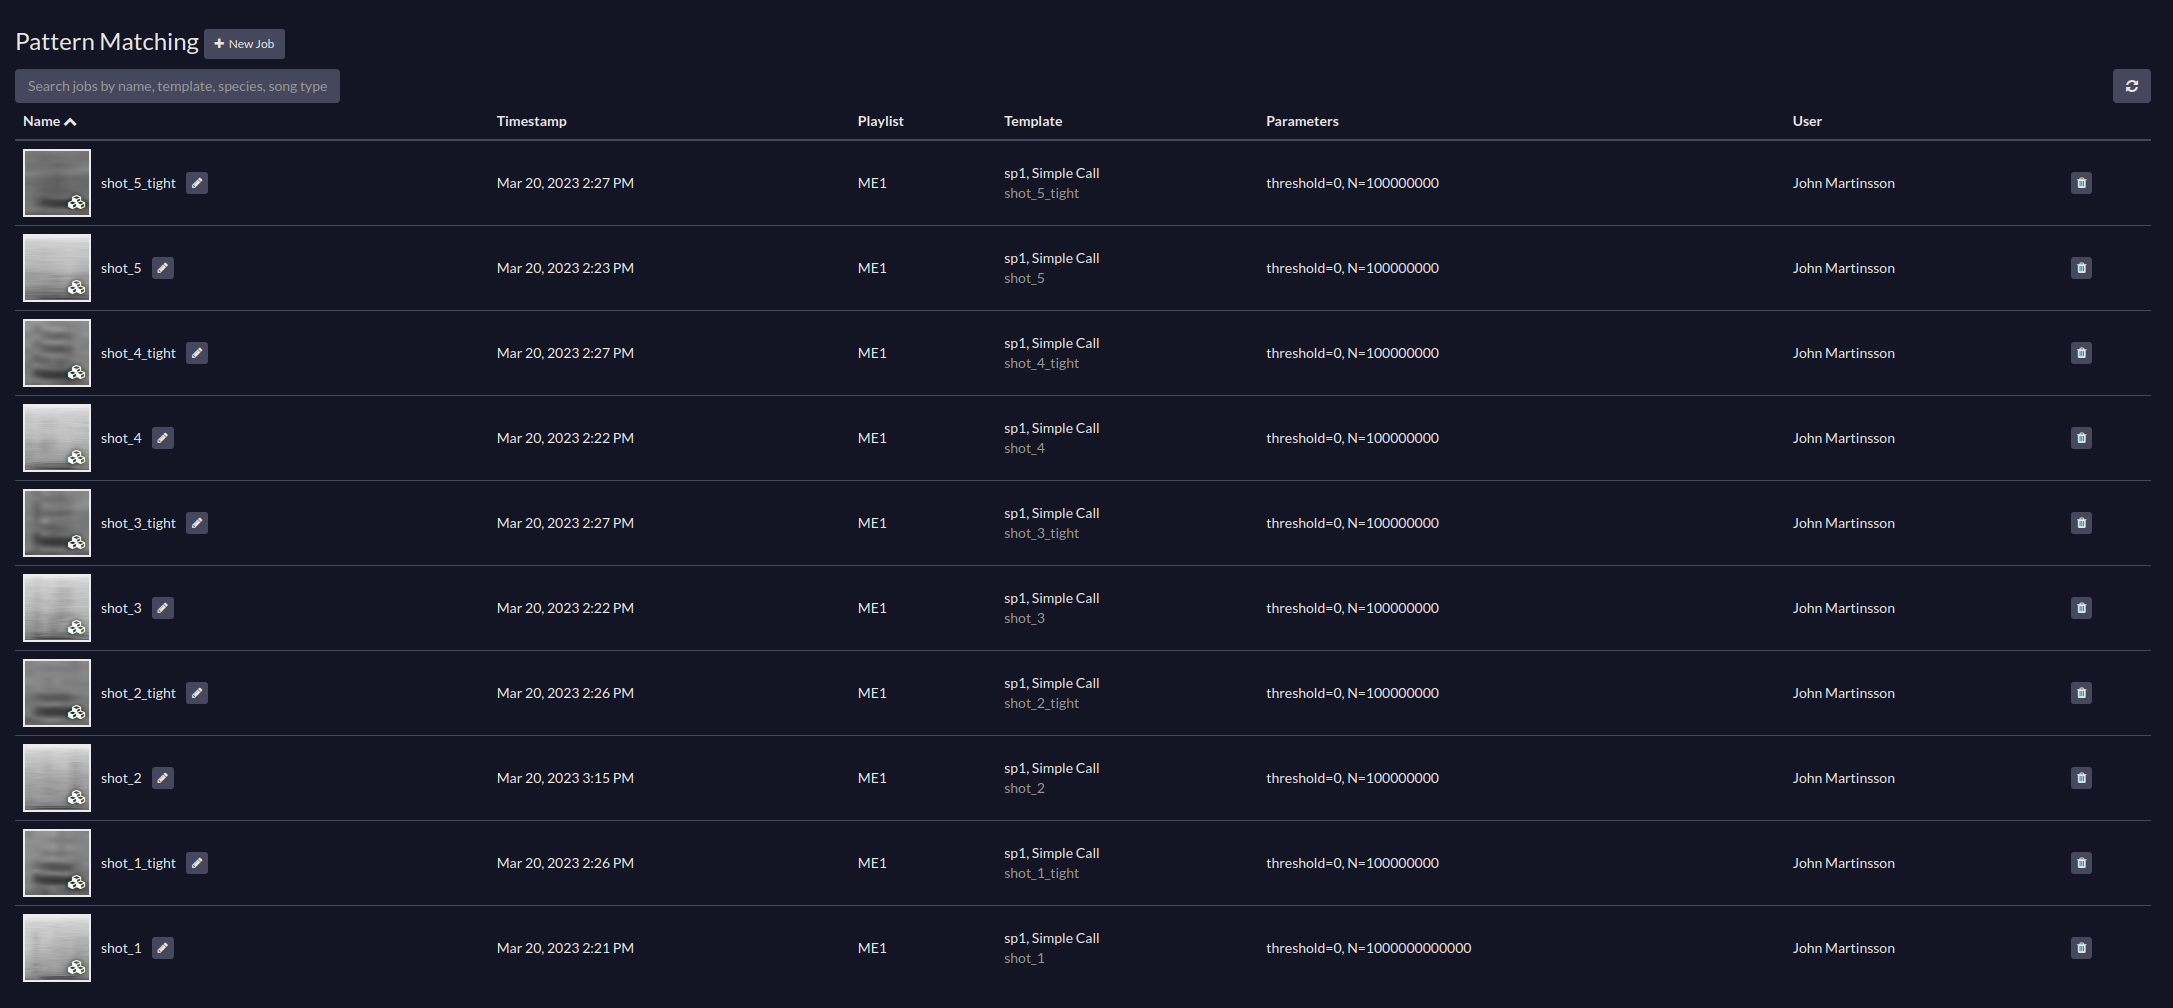 Pattern Matching
New Job
Search jobs by name, template, species, song type
Name Timestamp Playlist Template Parameters User
shot_5_tight Mar 20, 2023 2:27 PM ME1 sp1, Simple Call threshold=0, N=100000000 John Martinsson
shot_5_tight
shot_5 Mar 20, 2023 2:23 PM ME1 sp1, Simple Call threshold=0, N=100000000 John Martinsson
shot_5
shot_4_tight Mar 20, 2023 2:27 PM ME1 sp1, Simple Call threshold=0, N=100000000 John Martinsson
shot_4_tight
shot_4 Mar 20, 2023 2:22 PM ME1 sp1, Simple Call threshold=0, N=100000000 John Martinsson
shot_4
shot_3_tight Mar 20, 2023 2:27 PM ME1 sp1, Simple Call threshold=0, N=100000000 John Martinsson
shot_3_tight
shot_3 Mar 20, 2023 2:22 PM ME1 sp1, Simple Call threshold=0, N=100000000 John Martinsson
shot_3
shot_2_tight Mar 20, 2023 2:26 PM ME1 sp1, Simple Call threshold=0, N=100000000 John Martinsson
shot_2_tight
shot_2 Mar 20, 2023 3:15 PM ME1 sp1, Simple Call threshold=0, N=100000000 John Martinsson
shot_2
shot_1_tight Mar 20, 2023 2:26 PM ME1 sp1, Simple Call threshold=0, N=100000000 John Martinsson
shot_1_tight
shot_1 Mar 20, 2023 2:21 PM ME1 sp1, Simple Call threshold=0, N=1000000000000 John Martinsson
shot_1